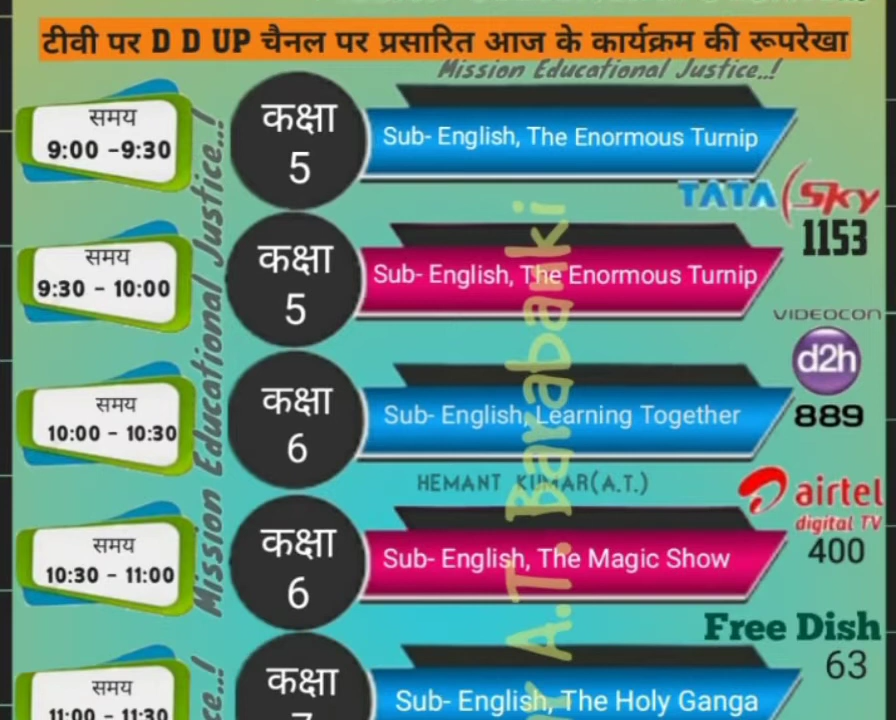 टीवी पर D D UP चैनल पर प्रसारित आज के कार्यक्रम की रूपरेखा
Mission Educational Justice..!
समय
9:00 -9:30
कक्षा
5
Sub- English, The Enormous Turnip
TATA Sky
1153
समय
9:30 - 10:00
कक्षा
5
Sub- English, The Enormous Turnip
VIDEOCON
d2h
889
समय
10:00 - 10:30
कक्षा
6
Sub- English, Learning Together
HEMANT KUMAR(A.T.)
airtel
digital TV
400
समय
10:30 - 11:00
कक्षा
6
Sub- English, The Magic Show
Free Dish
63
समय
11:00 - 11:30
कक्षा
7
Sub- English, The Holy Ganga
Mission Educational Justice..!
A.T. Barabanki